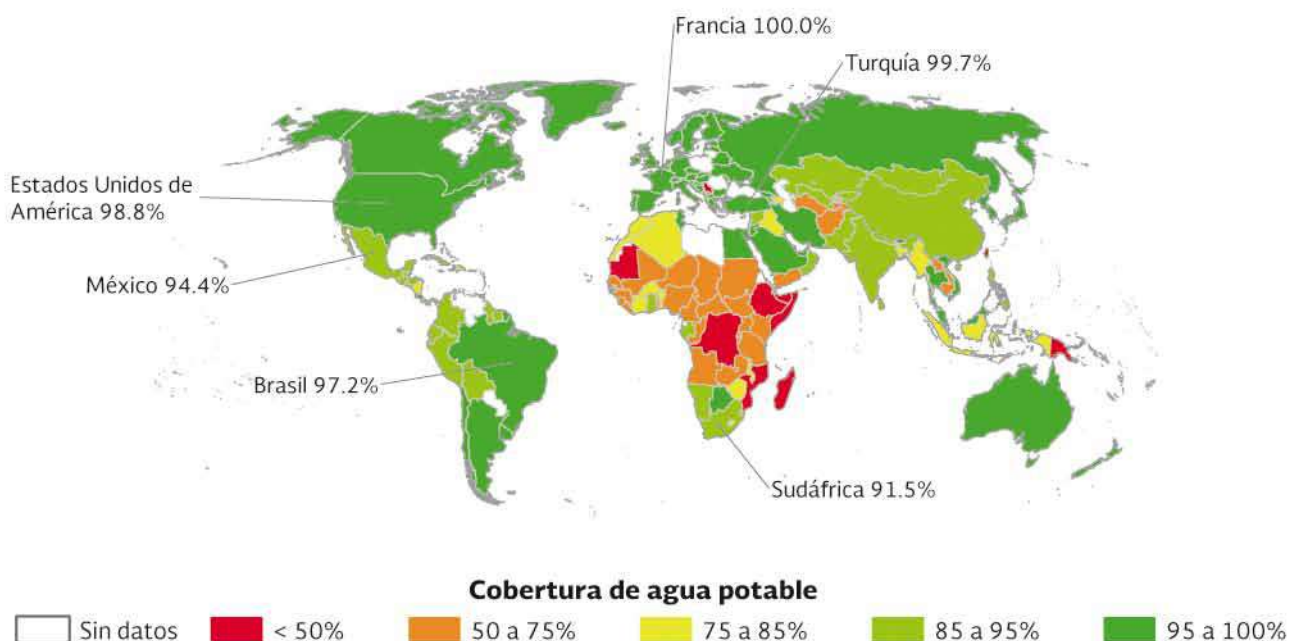 Francia 100.0%
Turquía 99.7%
Estados Unidos de
América 98.8%
México 94.4%
Brasil 97.2%
Sudáfrica 91.5%
Cobertura de agua potable
Sin datos < 50% 50 a 75% 75 a 85% 85 a 95% 95 a 100%